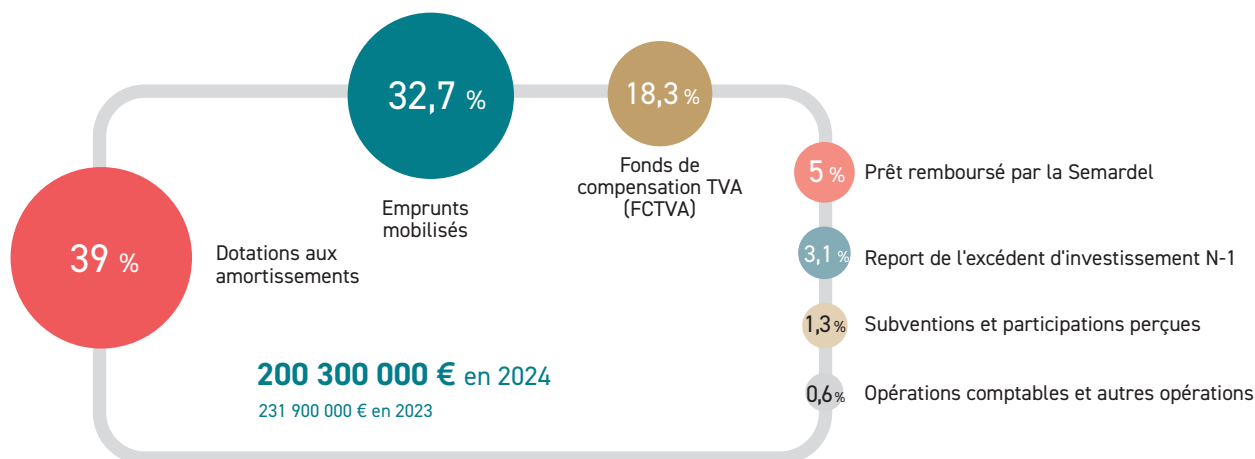 39 %
Dotations aux
amortissements
32,7 %
Emprunts
mobilisés
18,3 %
Fonds de
compensation TVA
(FCTVA)
5 % Prêt remboursé par la Semardel
3,1 % Report de l'excédent d'investissement N-1
1,3 % Subventions et participations perçues
0,6 % Opérations comptables et autres opérations
200 300 000 € en 2024
231 900 000 € en 2023